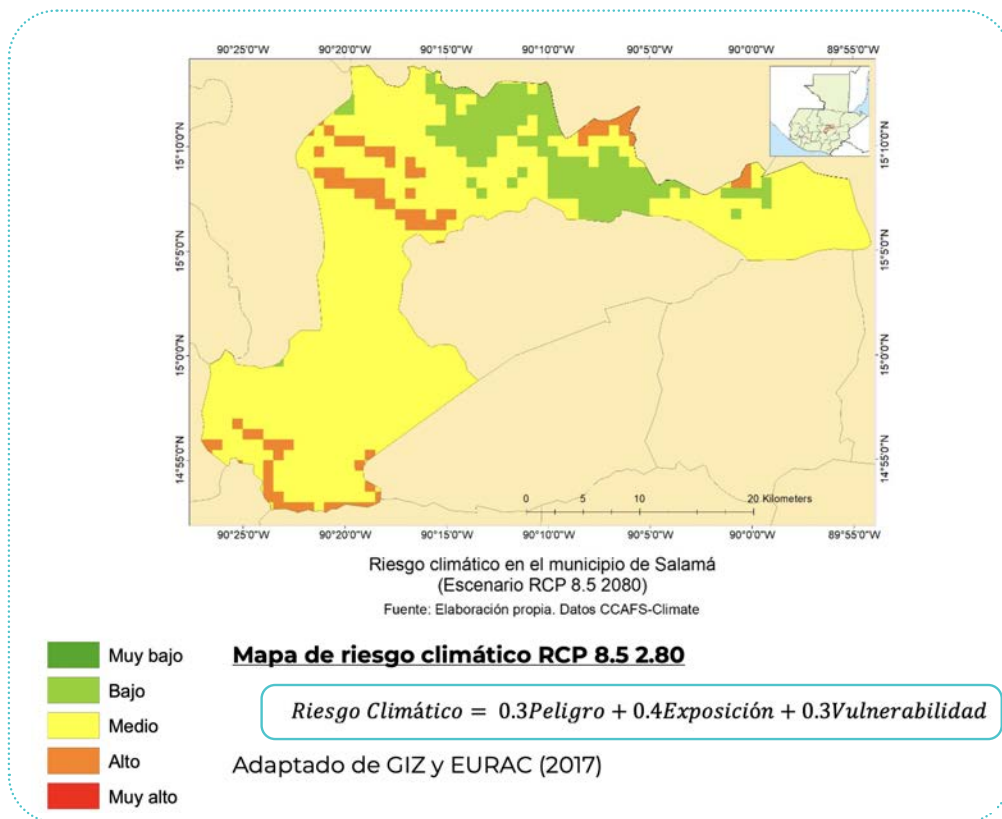 90°25'0"W 90°20'0"W 90°15'0"W 90°10'0"W 90°5'0"W 90°0'0"W 89°55'0"W
15°10'0"N 15°10'0"N
15°5'0"N 15°5'0"N
15°0'0"N 15°0'0"N
14°55'0"N 14°55'0"N
0 5 10 20 Kilometers
90°25'0"W 90°20'0"W 90°15'0"W 90°10'0"W 90°5'0"W 90°0'0"W 89°55'0"W
Riesgo climático en el municipio de Salamá
(Escenario RCP 8.5 2080)
Fuente: Elaboración propia. Datos CCAFS-Climate
Muy bajo
Bajo
Medio
Alto
Muy alto
Mapa de riesgo climático RCP 8.5 2.80
Riesgo Climático = 0.3Peligro + 0.4Exposición + 0.3Vulnerabilidad
Adaptado de GIZ y EURAC (2017)